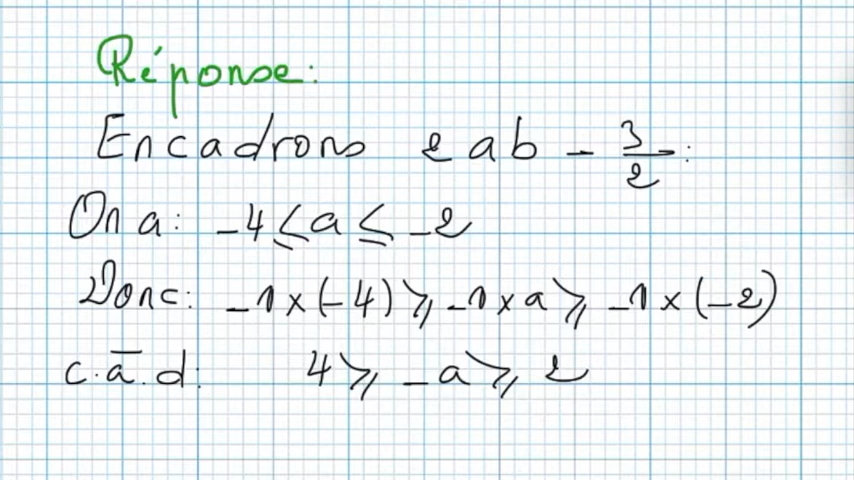 Réponse:
Encadrons 2ab - 3/2:
On a: -4 ≤ a ≤ -2
Donc: -1 × (-4) ⩾ -1 × a ⩾ -1 × (-2)
c.à.d: 4 ⩾ -a ⩾ 2